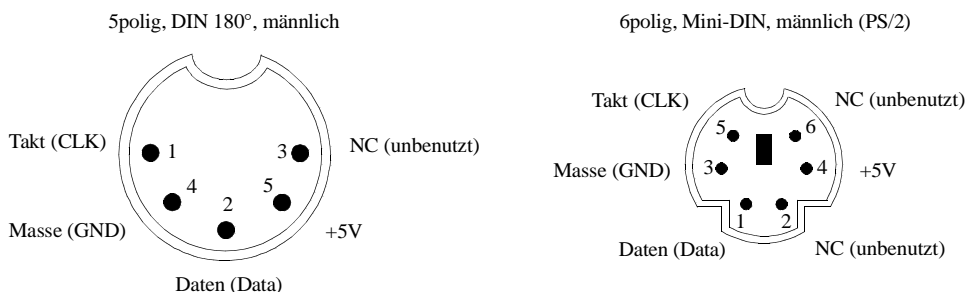 5polig, DIN 180°, männlich
Takt (CLK)
1
3
NC (unbenutzt)
4
2
5
Masse (GND)
+5V
Daten (Data)
6polig, Mini-DIN, männlich (PS/2)
Takt (CLK)
NC (unbenutzt)
5
6
Masse (GND)
3
4
+5V
1
2
Daten (Data)
NC (unbenutzt)